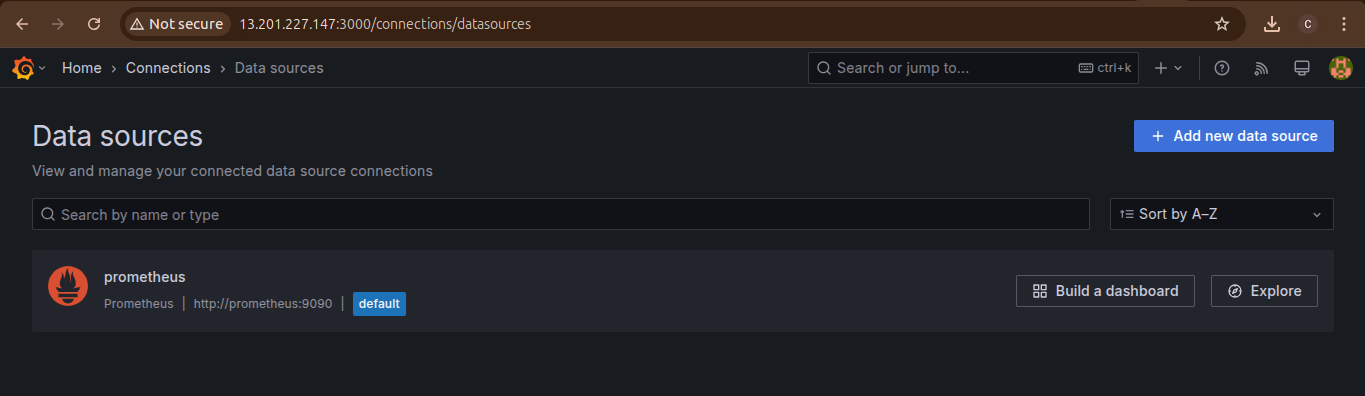 Not secure 13.201.227.147:3000/connections/datasources C
Home › Connections › Data sources Search or jump to... ctrl+k
Data sources
+ Add new data source
View and manage your connected data source connections
Search by name or type
Sort by A–Z
prometheus
Prometheus | http://prometheus:9090 | default
Build a dashboard
Explore